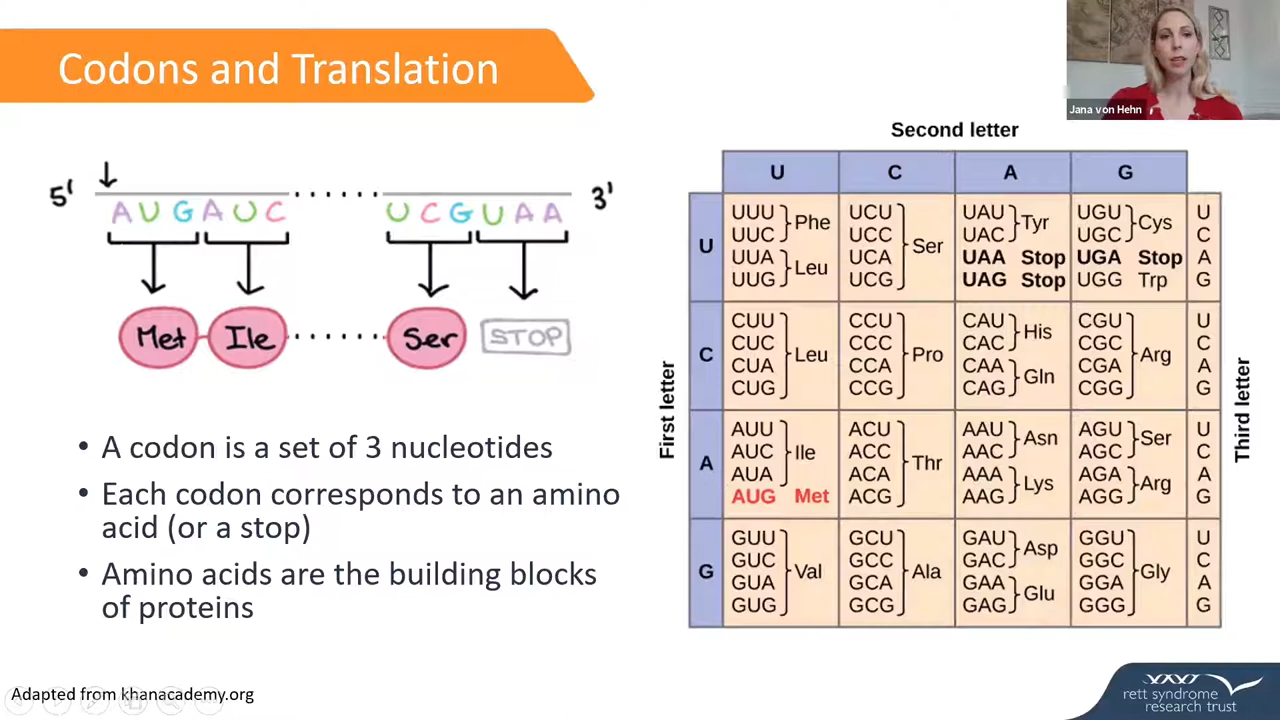 Codons and Translation
Jana von Hehn
5' 3'
AUGAUC ...... UCGUAA
Met Ile ...... Ser STOP
• A codon is a set of 3 nucleotides
• Each codon corresponds to an amino
acid (or a stop)
• Amino acids are the building blocks
of proteins
Adapted from khanacademy.org
Second letter
U C A G
First letter
Third letter
U
UUU UCU UAU UGU U
Phe Tyr Cys
UUC UCC UAC UGC C
Ser
UUA UCA UAA Stop UGA Stop A
Leu
UUG UCG UAG Stop UGG Trp G
C
CUU CCU CAU CGU U
His
CUC CCC CAC CGC C
Leu Pro Arg
CUA CCA CAA CGA A
Gln
CUG CCG CAG CGG G
A
AUU ACU AAU AGU U
Asn Ser
AUC ACC AAC AGC C
Ile Thr
AUA ACA AAA AGA A
Lys Arg
AUG Met ACG AAG AGG G
G
GUU GCU GAU GGU U
Asp
GUC GCC GAC GGC C
Val Ala Gly
GUA GCA GAA GGA A
Glu
GUG GCG GAG GGG G
rett syndrome
research trust